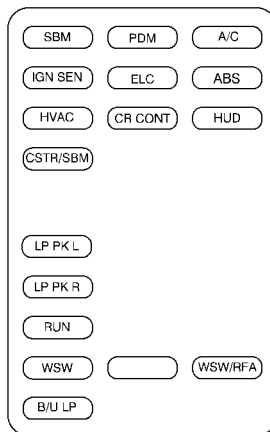 SBM PDM A/C
IGN SEN ELC ABS
HVAC CR CONT HUD
CSTR/SBM
LP PK L
LP PK R
RUN
WSW WSW/RFA
B/U LP